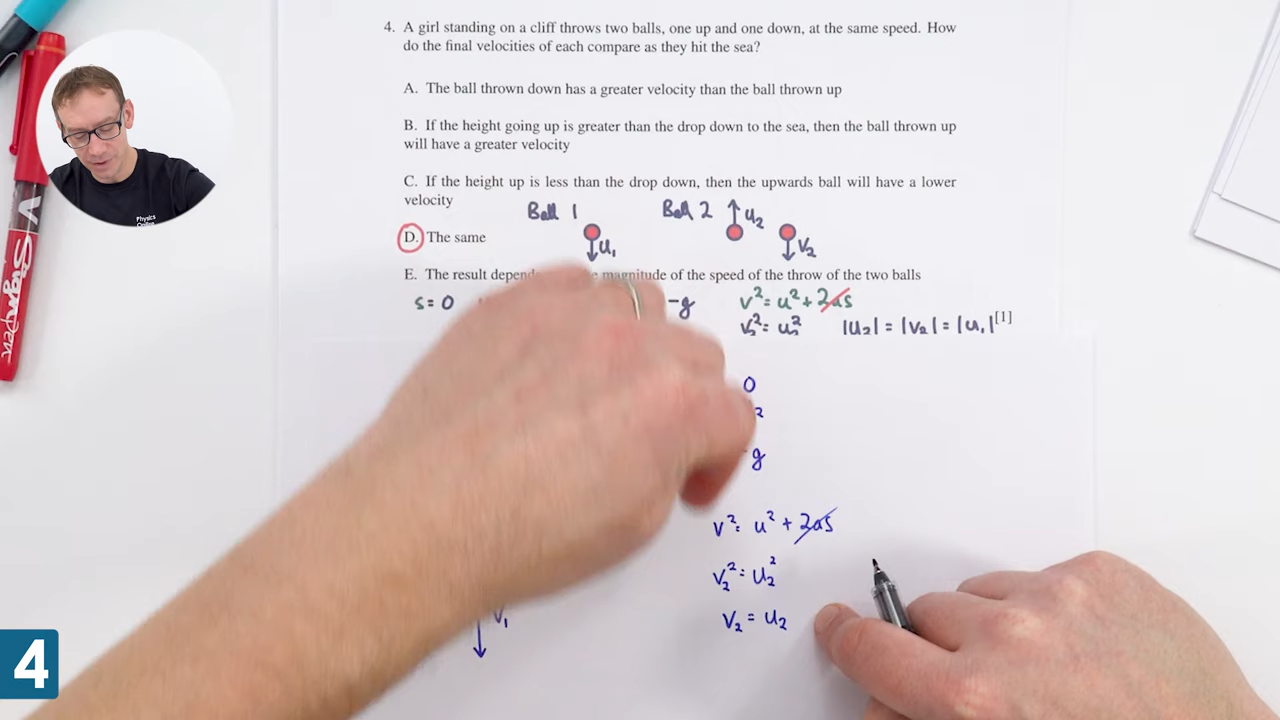 4. A girl standing on a cliff throws two balls, one up and one down, at the same speed. How
do the final velocities of each compare as they hit the sea?
A. The ball thrown down has a greater velocity than the ball thrown up
B. If the height going up is greater than the drop down to the sea, then the ball thrown up
will have a greater velocity
C. If the height up is less than the drop down, then the upwards ball will have a lower
velocity
Ball 1 Ball 2 u₂
D. The same u₁ v₂
E. The result magnitude of the speed of the throw of the two balls
s = 0 -g v² = u² + 2as
v₂² = u₂² |u₂| = |v₂| = |u₁| [1]
0
2
g
v² = u² + 2as
v₂² = u₂²
v₂ = u₂
v₁
Physics
Online
4